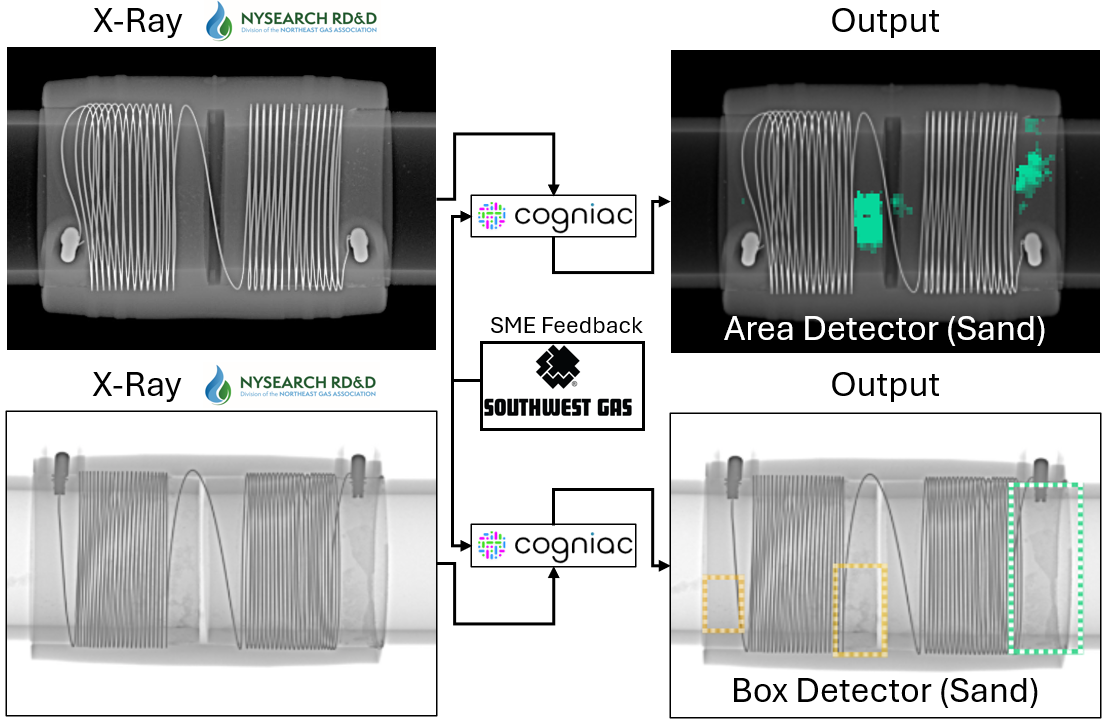 X-Ray
NYSEARCH RD&D
Division of the NORTHEAST GAS ASSOCIATION
Output
cogniac
Area Detector (Sand)
SME Feedback
SOUTHWEST GAS
®
X-Ray
NYSEARCH RD&D
Division of the NORTHEAST GAS ASSOCIATION
Output
cogniac
Box Detector (Sand)